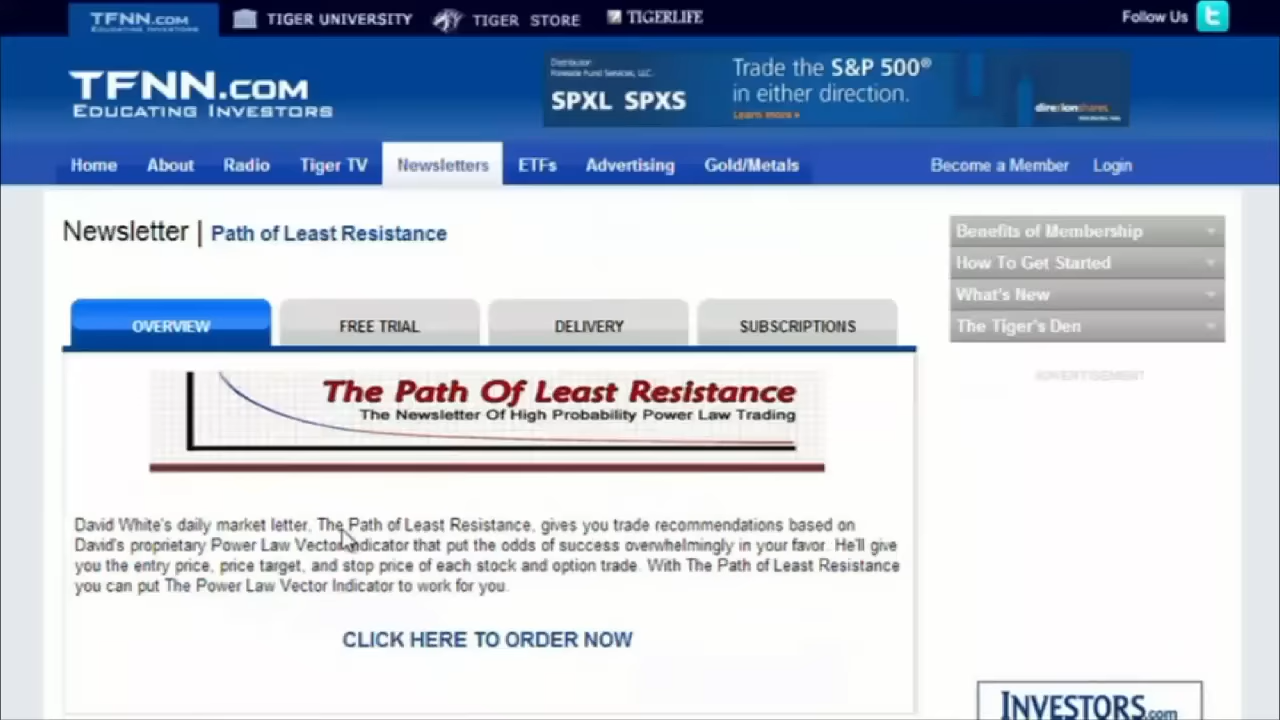 TFNN.COM
EDUCATING INVESTORS
TIGER UNIVERSITY
TIGER STORE
TIGERLIFE
Follow Us
TFNN.COM
EDUCATING INVESTORS
Distributor:
SPXL SPXS
Trade the S&P 500®
in either direction.
Learn more
direxionshares
Home About Radio Tiger TV Newsletters ETFs Advertising Gold/Metals Become a Member Login
Newsletter | Path of Least Resistance
Benefits of Membership
How To Get Started
What's New
The Tiger's Den
ADVERTISEMENT
OVERVIEW FREE TRIAL DELIVERY SUBSCRIPTIONS
The Path Of Least Resistance
The Newsletter Of High Probability Power Law Trading
David White's daily market letter, The Path of Least Resistance, gives you trade recommendations based on
David's proprietary Power Law Vector Indicator that put the odds of success overwhelmingly in your favor. He'll give
you the entry price, price target, and stop price of each stock and option trade. With The Path of Least Resistance
you can put The Power Law Vector Indicator to work for you.
CLICK HERE TO ORDER NOW
INVESTORS.com